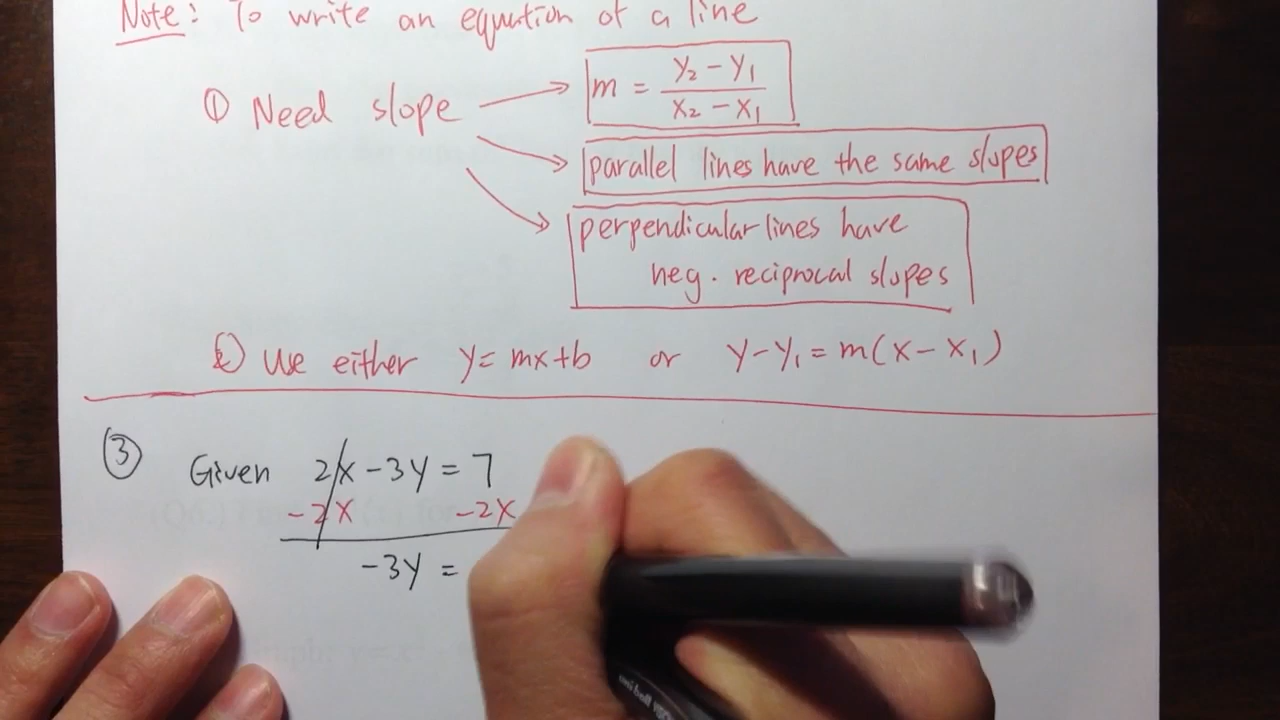 Note: To write an equation of a line
① Need slope → m = (y₂ - y₁)/(x₂ - x₁)
→ parallel lines have the same slopes
→ perpendicular lines have
neg. reciprocal slopes
② Use either y = mx+b or y-y₁ = m(x-x₁)
③ Given 2x - 3y = 7
-2x -2x
-3y =
uni-ball